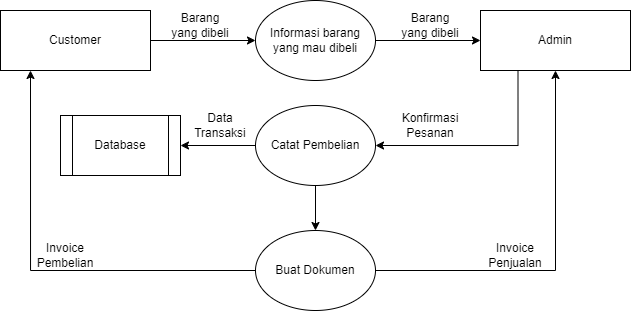 Customer
Barang
yang dibeli
Informasi barang
yang mau dibeli
Barang
yang dibeli
Admin
Database
Data
Transaksi
Catat Pembelian
Konfirmasi
Pesanan
Invoice
Pembelian
Buat Dokumen
Invoice
Penjualan